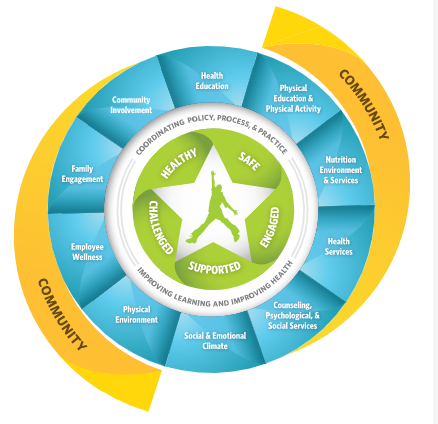 COMMUNITY
Health
Education
Physical
Education &
Physical Activity
Nutrition
Environment
& Services
Health
Services
Counseling,
Psychological, &
Social Services
Social & Emotional
Climate
Physical
Environment
Employee
Wellness
Family
Engagement
Community
Involvement
COORDINATING POLICY, PROCESS, & PRACTICE
IMPROVING LEARNING AND IMPROVING HEALTH
HEALTHY
SAFE
ENGAGED
SUPPORTED
CHALLENGED
COMMUNITY